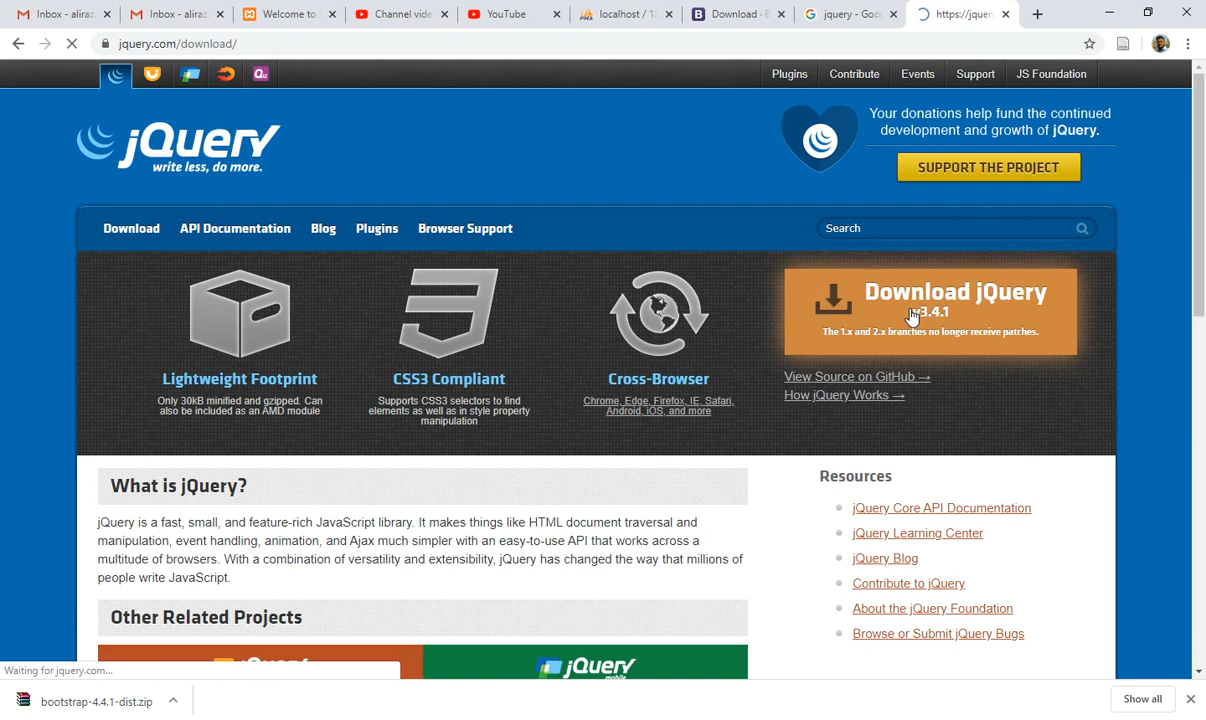 Inbox - aliraz
Inbox - aliraz
Welcome to
Channel vide
YouTube
localhost / 12
Download · B
jquery - Goo
https://jquer
jquery.com/download/
Plugins
Contribute
Events
Support
JS Foundation
jQuery
write less, do more.
Your donations help fund the continued
development and growth of jQuery.
SUPPORT THE PROJECT
Download
API Documentation
Blog
Plugins
Browser Support
Search
Lightweight Footprint
Only 30kB minified and gzipped. Can
also be included as an AMD module
CSS3 Compliant
Supports CSS3 selectors to find
elements as well as in style property
manipulation
Cross-Browser
Chrome, Edge, Firefox, IE, Safari,
Android, iOS, and more
Download jQuery
v3.4.1
The 1.x and 2.x branches no longer receive patches.
View Source on GitHub →
How jQuery Works →
What is jQuery?
jQuery is a fast, small, and feature-rich JavaScript library. It makes things like HTML document traversal and
manipulation, event handling, animation, and Ajax much simpler with an easy-to-use API that works across a
multitude of browsers. With a combination of versatility and extensibility, jQuery has changed the way that millions of
people write JavaScript.
Other Related Projects
jQuery
jQuery
mobile
Resources
jQuery Core API Documentation
jQuery Learning Center
jQuery Blog
Contribute to jQuery
About the jQuery Foundation
Browse or Submit jQuery Bugs
Waiting for jquery.com...
bootstrap-4.4.1-dist.zip
Show all